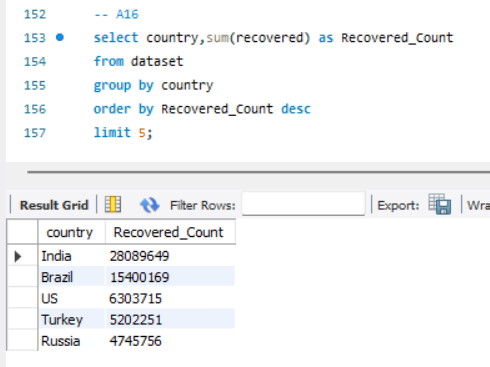 152 -- A16
153 select country,sum(recovered) as Recovered_Count
154 from dataset
155 group by country
156 order by Recovered_Count desc
157 limit 5;
Result Grid Filter Rows: Export: Wra
country Recovered_Count
India 28089649
Brazil 15400169
US 6303715
Turkey 5202251
Russia 4745756